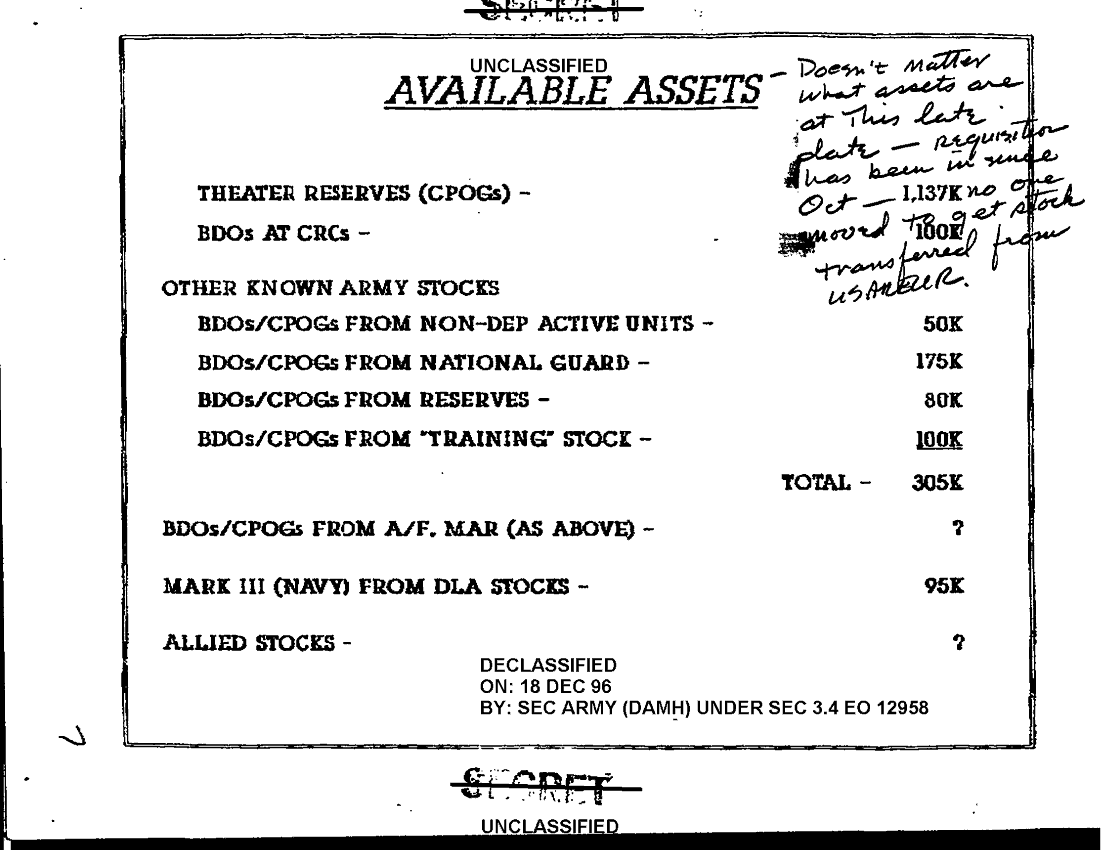 SECRET
UNCLASSIFIED
AVAILABLE ASSETS
- Doesn't matter
what assets are
at this late
date — requisition
has been in since
Oct — no one
moved to get stock
transferred from
USAREUR.
THEATER RESERVES (CPOGs) - 1,137K
BDOs AT CRCs - 100K
OTHER KNOWN ARMY STOCKS
BDOs/CPOGs FROM NON-DEP ACTIVE UNITS - 50K
BDOs/CPOGs FROM NATIONAL GUARD - 175K
BDOs/CPOGs FROM RESERVES - 80K
BDOs/CPOGs FROM "TRAINING" STOCK - 100K
TOTAL - 305K
BDOs/CPOGs FROM A/F, MAR (AS ABOVE) - ?
MARK III (NAVY) FROM DLA STOCKS - 95K
ALLIED STOCKS - ?
DECLASSIFIED
ON: 18 DEC 96
BY: SEC ARMY (DAMH) UNDER SEC 3.4 EO 12958
SECRET
UNCLASSIFIED